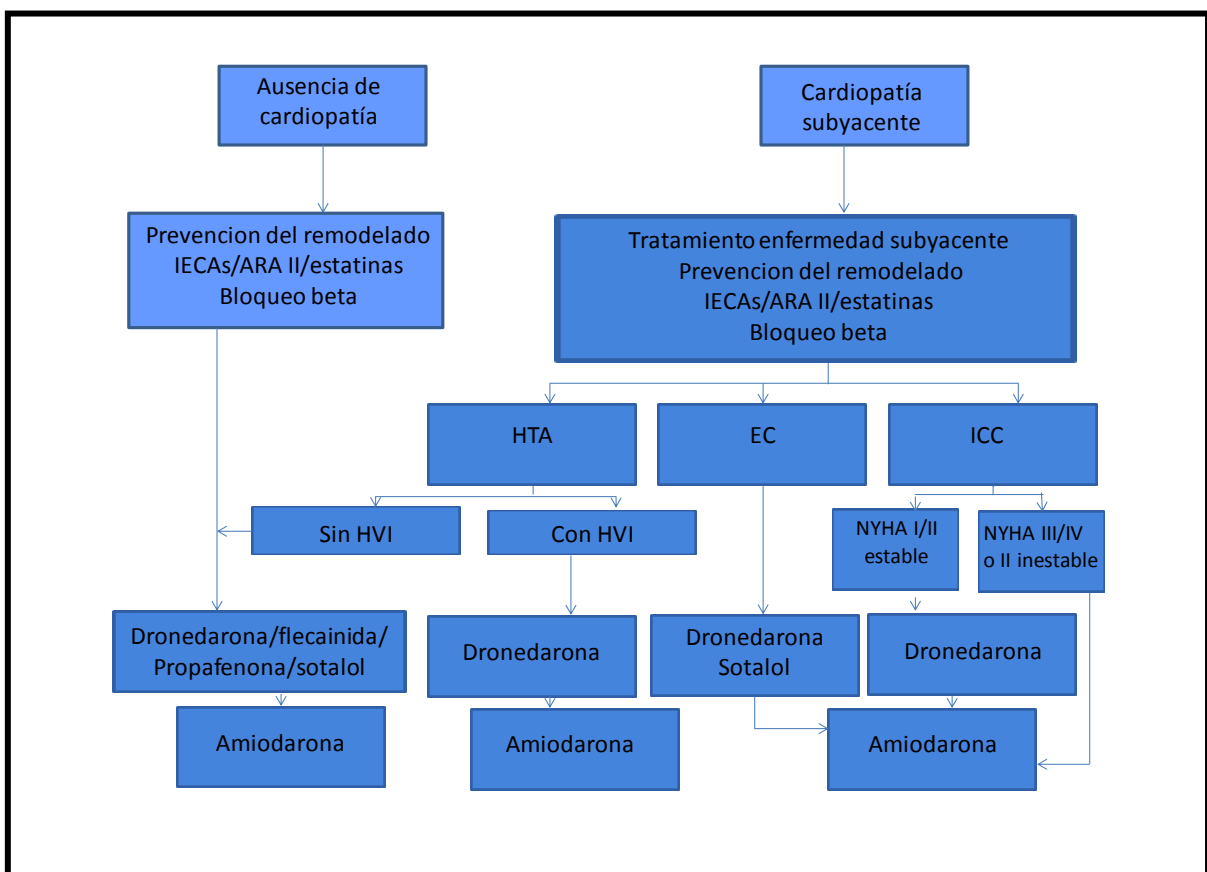 Ausencia de
cardiopatía
Cardiopatía
subyacente
Prevencion del remodelado
IECAs/ARA II/estatinas
Bloqueo beta
Tratamiento enfermedad subyacente
Prevencion del remodelado
IECAs/ARA II/estatinas
Bloqueo beta
HTA
EC
ICC
Sin HVI
Con HVI
NYHA I/II
estable
NYHA III/IV
o II inestable
Dronedarona/flecainida/
Propafenona/sotalol
Dronedarona
Dronedarona
Sotalol
Dronedarona
Amiodarona
Amiodarona
Amiodarona